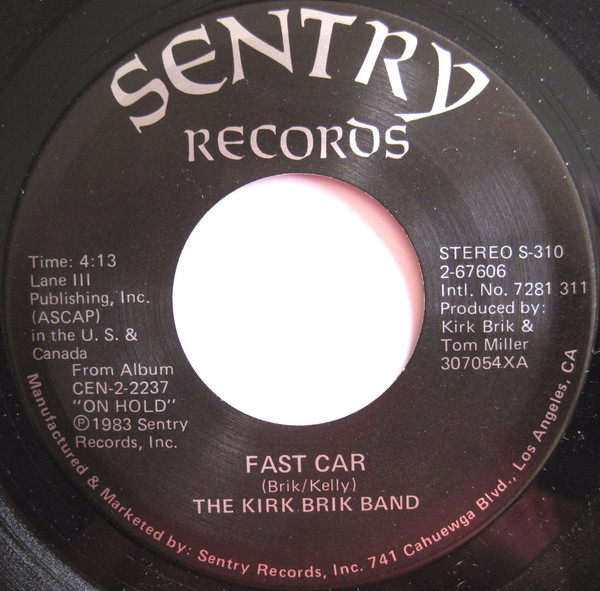 SENTRY
RECORDS
Time: 4:13
Lane III
Publishing, Inc.
(ASCAP)
in the U. S. &
Canada
From Album
CEN-2-2237
"ON HOLD"
℗1983 Sentry
Records, Inc.
STEREO S-310
2-67606
Intl. No. 7281 311
Produced by:
Kirk Brik &
Tom Miller
307054XA
FAST CAR
(Brik/Kelly)
THE KIRK BRIK BAND
Manufactured & Marketed by: Sentry Records, Inc. 741 Cahuewga Blvd., Los Angeles, CA